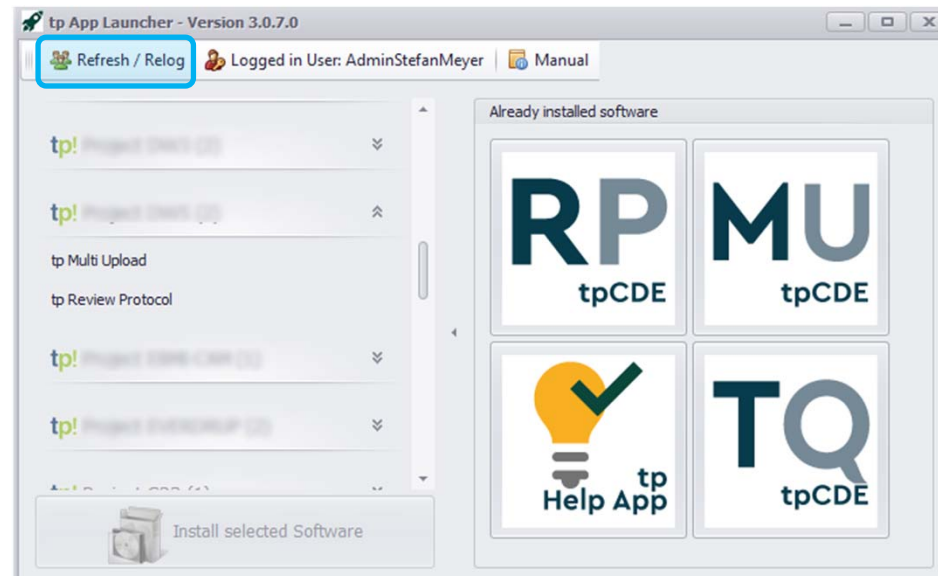 tp App Launcher - Version 3.0.7.0
Refresh / Relog
Logged in User: AdminStefanMeyer
Manual
tp!
tp!
tp Multi Upload
tp Review Protocol
tp!
tp!
Install selected Software
Already installed software
RP
tpCDE
MU
tpCDE
tp
Help App
TQ
tpCDE